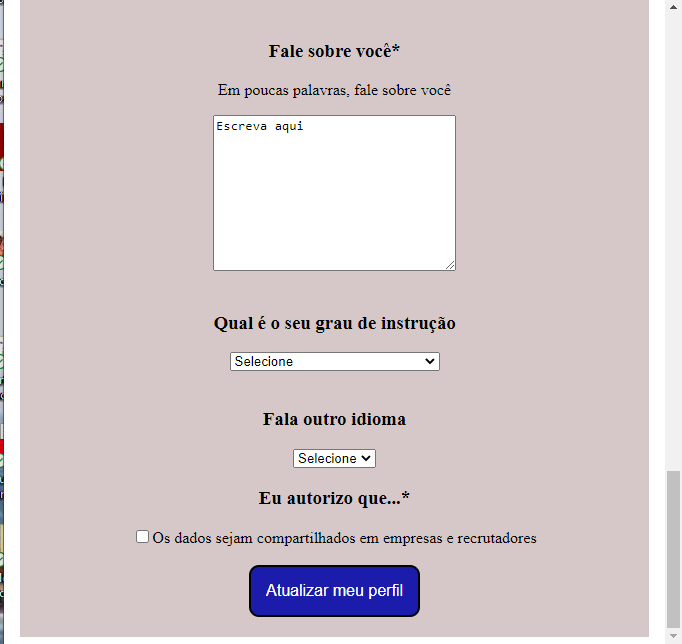 Fale sobre você*
Em poucas palavras, fale sobre você
Escreva aqui
Qual é o seu grau de instrução
Selecione
Fala outro idioma
Selecione
Eu autorizo que...*
Os dados sejam compartilhados em empresas e recrutadores
Atualizar meu perfil